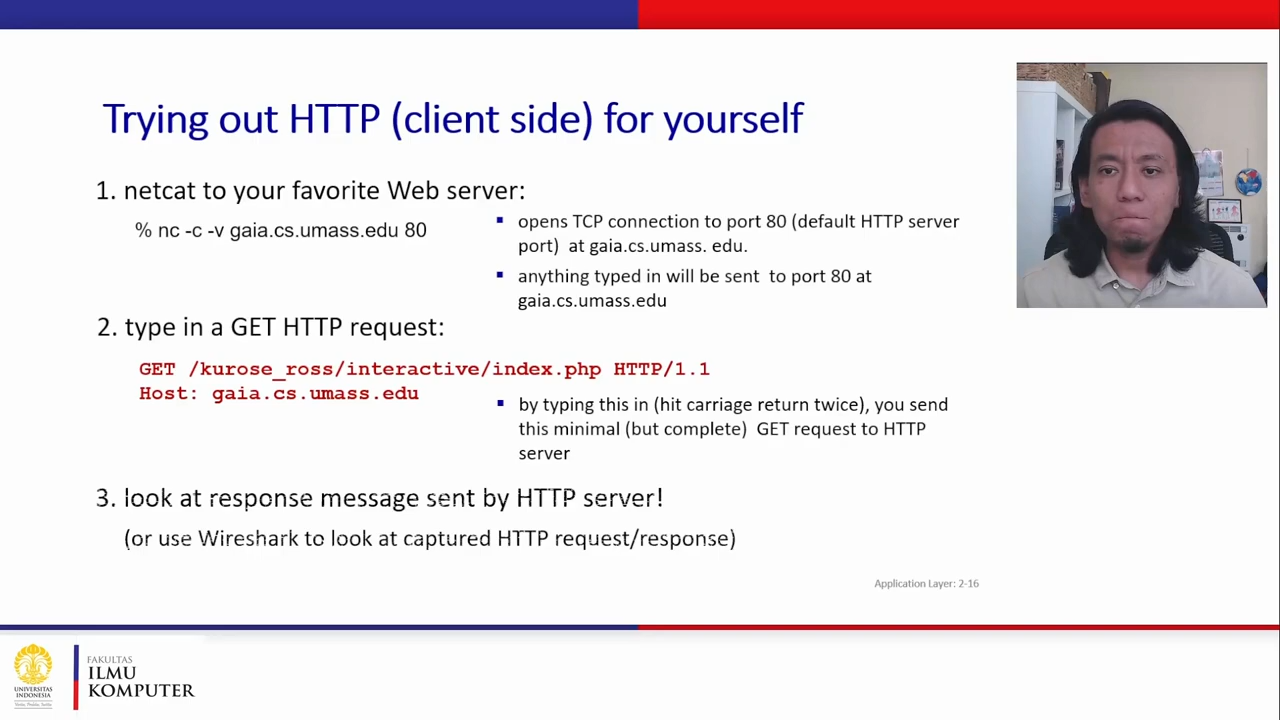 Trying out HTTP (client side) for yourself
1. netcat to your favorite Web server:
% nc -c -v gaia.cs.umass.edu 80
▪ opens TCP connection to port 80 (default HTTP server
port) at gaia.cs.umass. edu.
▪ anything typed in will be sent to port 80 at
gaia.cs.umass.edu
2. type in a GET HTTP request:
GET /kurose_ross/interactive/index.php HTTP/1.1
Host: gaia.cs.umass.edu
▪ by typing this in (hit carriage return twice), you send
this minimal (but complete) GET request to HTTP
server
3. look at response message sent by HTTP server!
(or use Wireshark to look at captured HTTP request/response)
Application Layer: 2-16
UNIVERSITAS
INDONESIA
FAKULTAS
ILMU
KOMPUTER